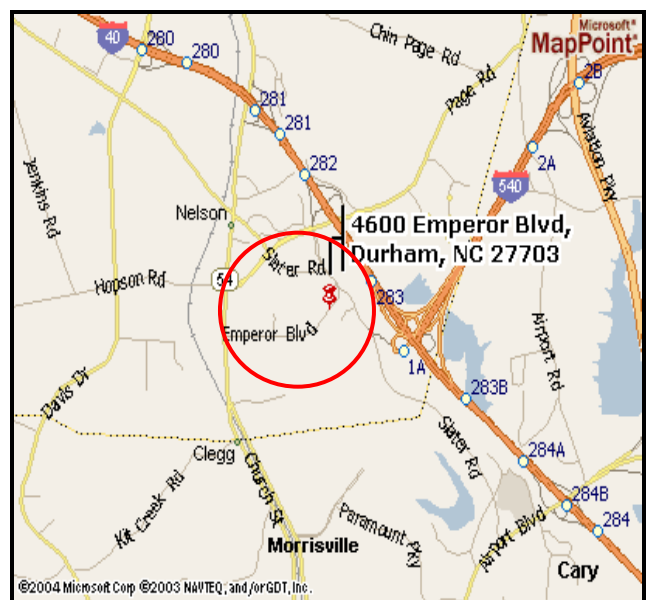 Microsoft®
MapPoint®
40
280
280
Chin Page Rd
Page Rd
2B
281
281
Aviation Pky
282
2A
Jenkins Rd
540
Nelson
4600 Emperor Blvd,
Durham, NC 27703
Slater Rd
Hopson Rd
54
283
Emperor Blvd
Airport Rd
1A
Davis Dr
283B
Slater Rd
Clegg
284A
Church St
Kit Creek Rd
284B
Paramount Pky
Airport Blvd
284
Morrisville
Cary
©2004 Microsoft Corp ©2003 NAVTEQ, and/or GDT, Inc.